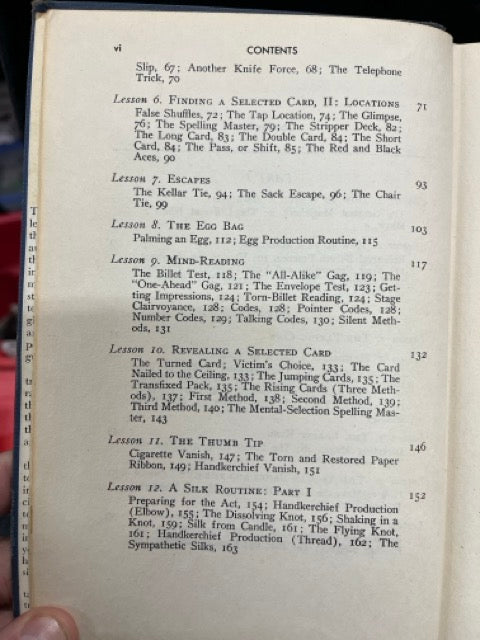 vi CONTENTS
Slip, 67; Another Knife Force, 68; The Telephone
Trick, 70
Lesson 6. FINDING A SELECTED CARD, II: LOCATIONS 71
False Shuffles, 72; The Tap Location, 74; The Glimpse,
76; The Spelling Master, 79; The Stripper Deck, 82;
The Long Card, 83; The Double Card, 84; The Short
Card, 84; The Pass, or Shift, 85; The Red and Black
Aces, 90
Lesson 7. ESCAPES 93
The Kellar Tie, 94; The Sack Escape, 96; The Chair
Tie, 99
Lesson 8. THE EGG BAG 103
Palming an Egg, 112; Egg Production Routine, 115
Lesson 9. MIND-READING 117
The Billet Test, 118; The "All-Alike" Gag, 119; The
"One-Ahead" Gag, 121; The Envelope Test, 123; Get-
ting Impressions, 124; Torn-Billet Reading, 124; Stage
Clairvoyance, 128; Codes, 128; Pointer Codes, 128;
Number Codes, 129; Talking Codes, 130; Silent Meth-
ods, 131
Lesson 10. REVEALING A SELECTED CARD 132
The Turned Card; Victim's Choice, 133; The Card
Nailed to the Ceiling, 133; The Jumping Cards, 135; The
Transfixed Pack, 135; The Rising Cards (Three Meth-
ods), 137; First Method, 138; Second Method, 139;
Third Method, 140; The Mental-Selection Spelling Mas-
ter, 143
Lesson 11. THE THUMB TIP 146
Cigarette Vanish, 147; The Torn and Restored Paper
Ribbon, 149; Handkerchief Vanish, 151
Lesson 12. A SILK ROUTINE: PART I 152
Preparing for the Act, 154; Handkerchief Production
(Elbow), 155; The Dissolving Knot, 156; Shaking in a
Knot, 159; Silk from Candle, 161; The Flying Knot,
161; Handkerchief Production (Thread), 162; The
Sympathetic Silks, 163